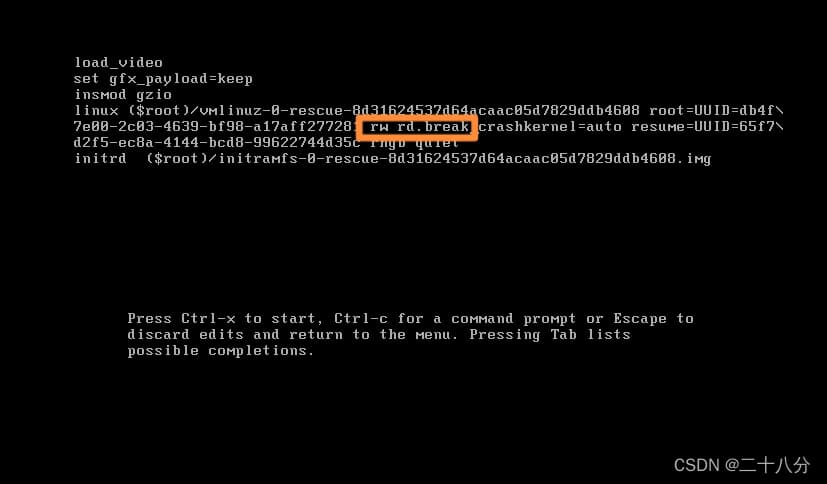 load_video
set gfx_payload=keep
insmod gzio
linux ($root)/vmlinuz-0-rescue-8d31624537d64acaac05d7829ddb4608 root=UUID=db4f\
7e00-2c03-4639-bf98-a17aff27728f rw rd.break crashkernel=auto resume=UUID=65f7\
d2f5-ec8a-4144-bcd8-99622744d35c rhgb quiet
initrd ($root)/initramfs-0-rescue-8d31624537d64acaac05d7829ddb4608.img
Press Ctrl-x to start, Ctrl-c for a command prompt or Escape to
discard edits and return to the menu. Pressing Tab lists
possible completions.
CSDN @二十八分